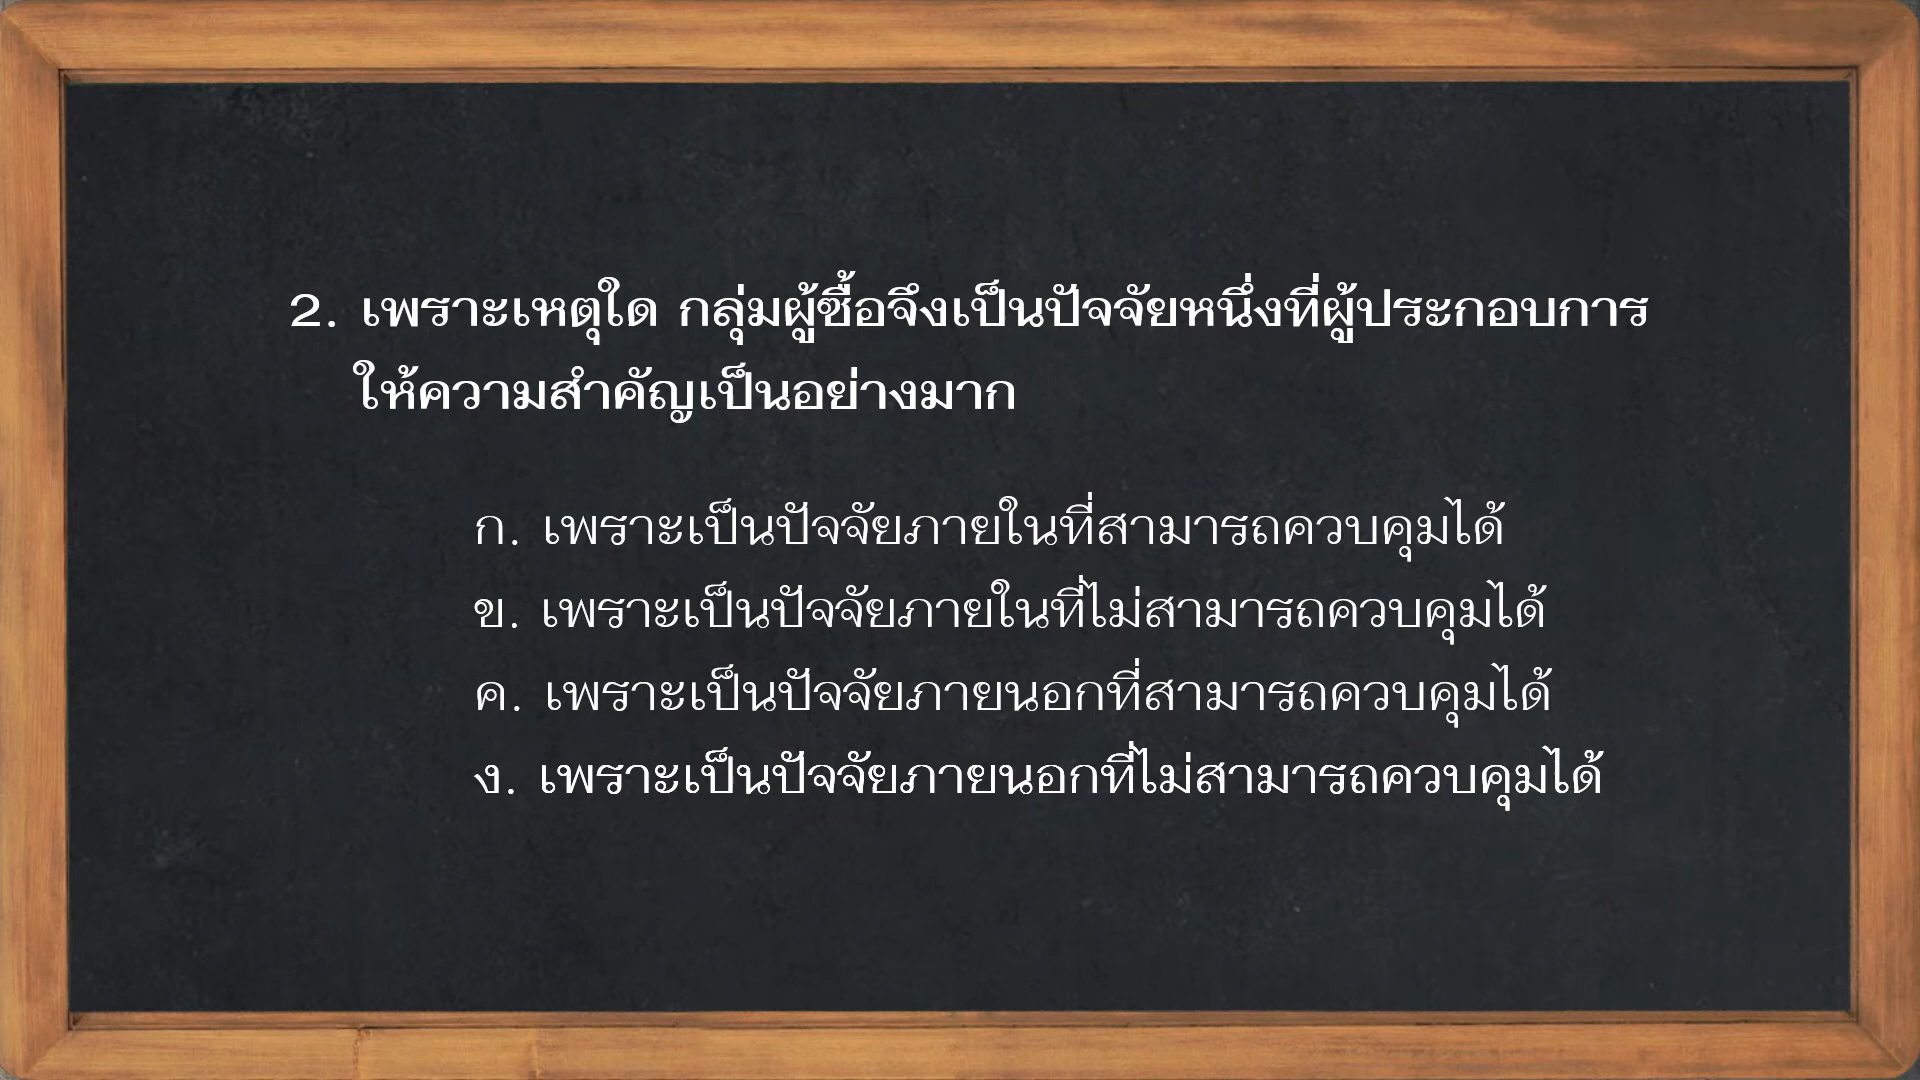 2. เพราะเหตุใด กลุ่มผู้ซื้อจึงเป็นปัจจัยหนึ่งที่ผู้ประกอบการ
ให้ความสำคัญเป็นอย่างมาก
ก. เพราะเป็นปัจจัยภายในที่สามารถควบคุมได้
ข. เพราะเป็นปัจจัยภายในที่ไม่สามารถควบคุมได้
ค. เพราะเป็นปัจจัยภายนอกที่สามารถควบคุมได้
ง. เพราะเป็นปัจจัยภายนอกที่ไม่สามารถควบคุมได้